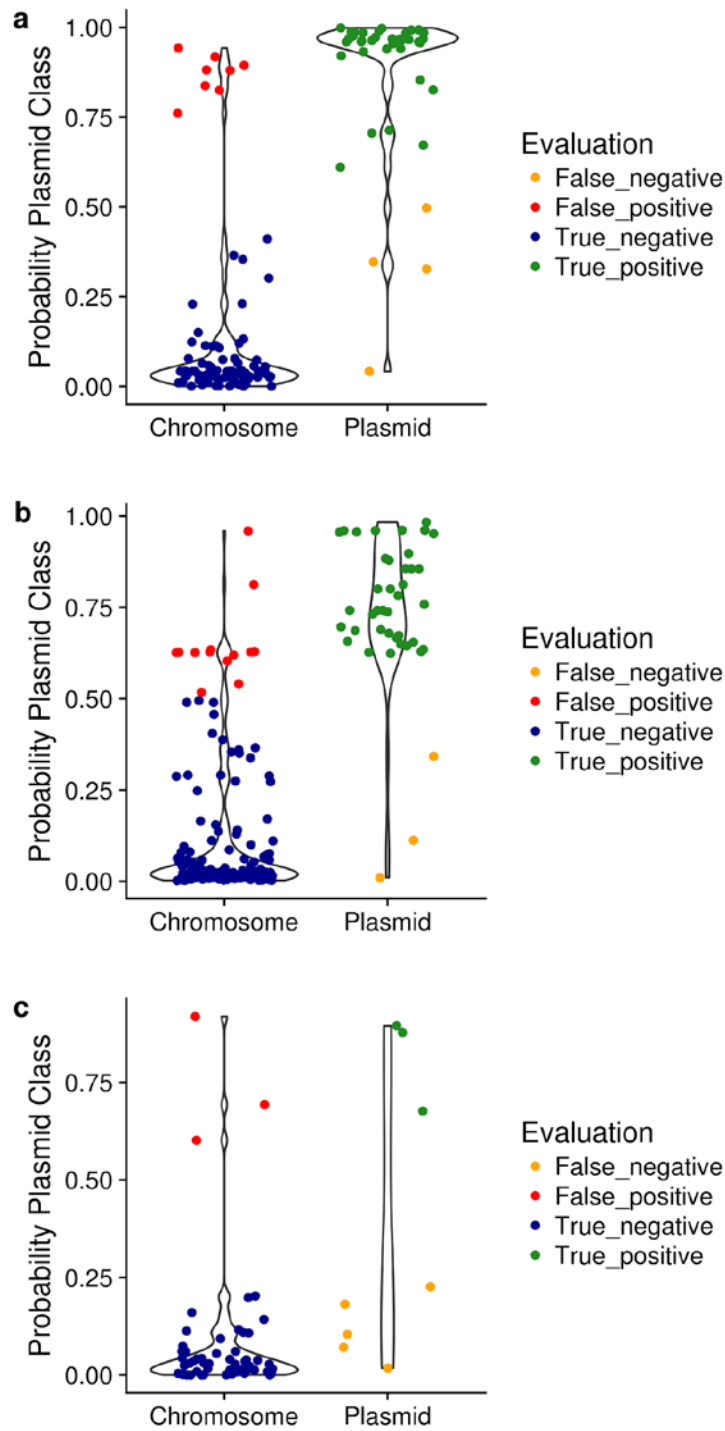 a
Probability Plasmid Class
1.00
0.75
0.50
0.25
0.00
Chromosome Plasmid
Evaluation
False_negative
False_positive
True_negative
True_positive
b
Probability Plasmid Class
1.00
0.75
0.50
0.25
0.00
Chromosome Plasmid
Evaluation
False_negative
False_positive
True_negative
True_positive
c
Probability Plasmid Class
0.75
0.50
0.25
0.00
Chromosome Plasmid
Evaluation
False_negative
False_positive
True_negative
True_positive